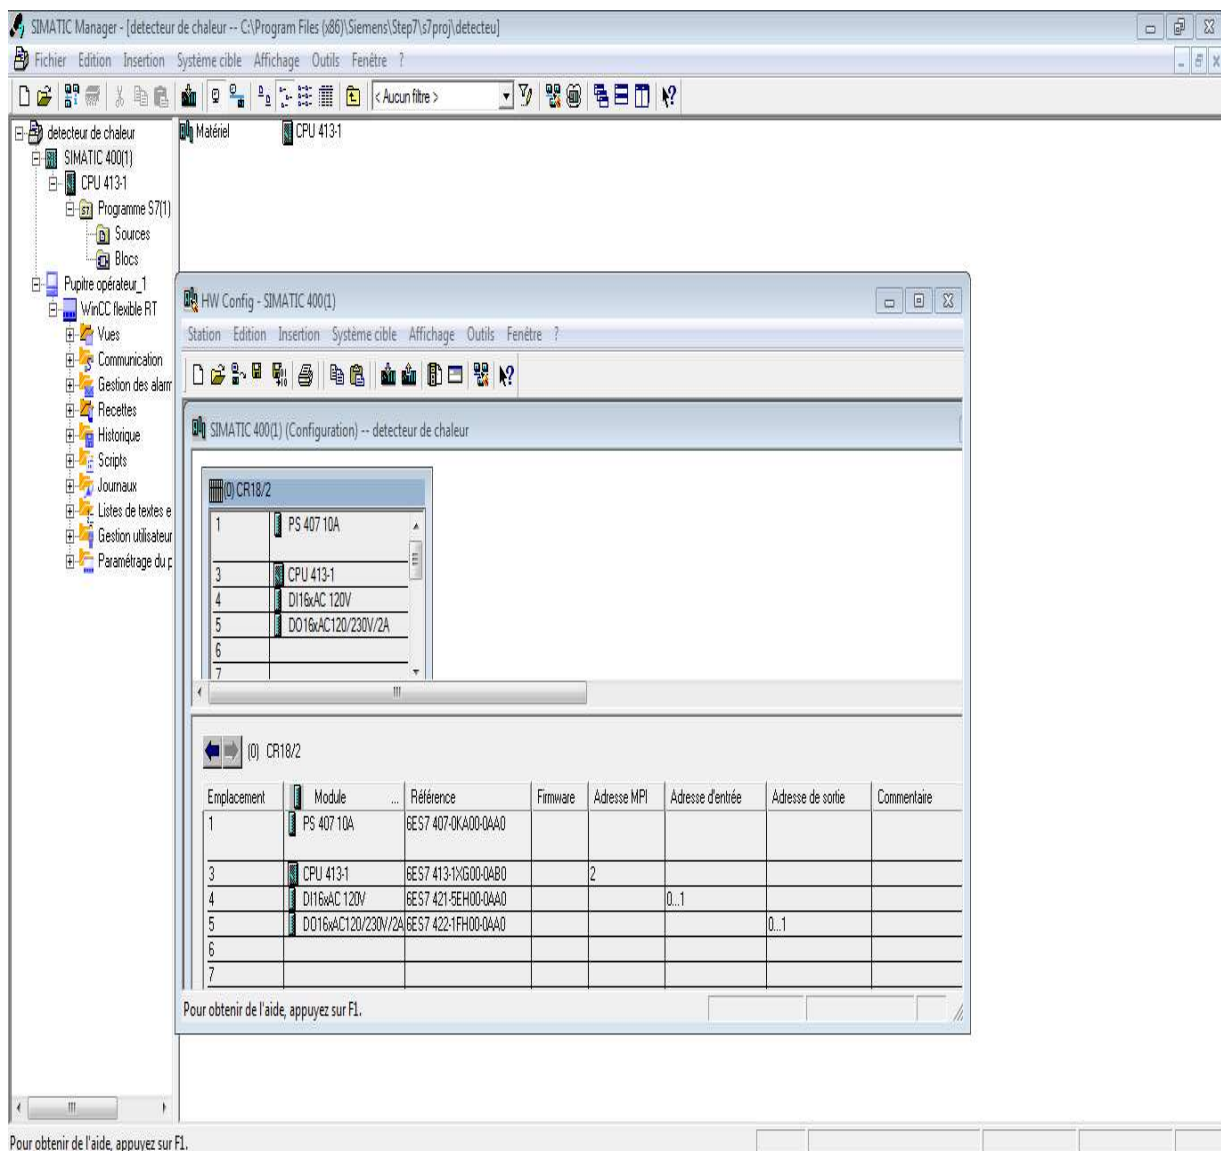 SIMATIC Manager - [detecteur de chaleur -- C:\Program Files (x86)\Siemens\Step7\s7proj\detecteu]
Fichier Edition Insertion Système cible Affichage Outils Fenêtre ?
< Aucun filtre >
detecteur de chaleur
SIMATIC 400(1)
CPU 413-1
Programme S7(1)
Sources
Blocs
Pupitre opérateur_1
WinCC flexible RT
Vues
Communication
Gestion des alarm
Recettes
Historique
Scripts
Journaux
Listes de textes e
Gestion utilisateur
Paramétrage du p
Matériel CPU 413-1
HW Config - SIMATIC 400(1)
Station Edition Insertion Système cible Affichage Outils Fenêtre ?
SIMATIC 400(1) (Configuration) -- detecteur de chaleur
(0) CR18/2
1 PS 407 10A
3 CPU 413-1
4 DI16xAC 120V
5 DO16xAC120/230V/2A
6
7
(0) CR18/2
Emplacement Module ... Référence Firmware Adresse MPI Adresse d'entrée Adresse de sortie Commentaire
1 PS 407 10A 6ES7 407-0KA00-0AA0
3 CPU 413-1 6ES7 413-1XG00-0AB0 2
4 DI16xAC 120V 6ES7 421-5EH00-0AA0 0...1
5 DO16xAC120/230V/2A 6ES7 422-1FH00-0AA0 0...1
6
7
Pour obtenir de l'aide, appuyez sur F1.
Pour obtenir de l'aide, appuyez sur F1.